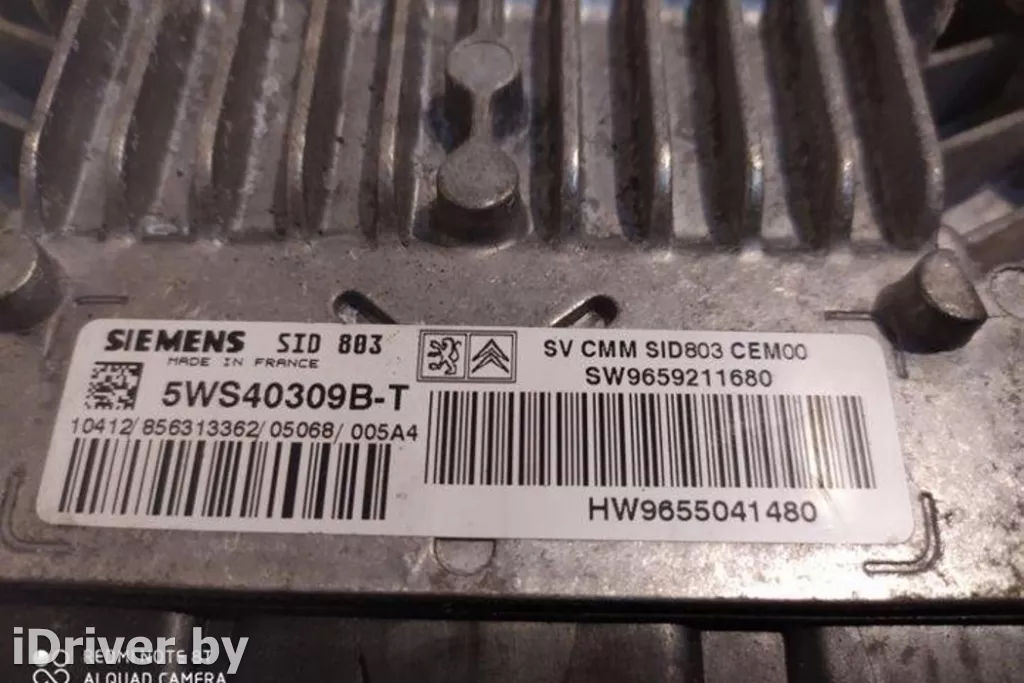 SIEMENS SID 803
MADE IN FRANCE
5WS40309B-T
10412/856313362/05068/005A4
SV CMM SID803 CEM00
SW9659211680
HW9655041480
iDriver.by
REDMI NOTE 8T
AI QUAD CAMERA